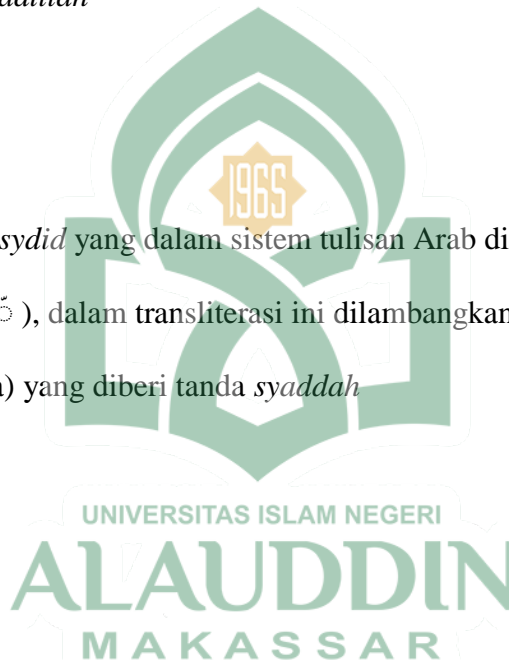 1965
sydid yang dalam sistem tulisan Arab di
ّ ), dalam transliterasi ini dilambangkan
a) yang diberi tanda syaddah
UNIVERSITAS ISLAM NEGERI
ALAUDDIN
MAKASSAR